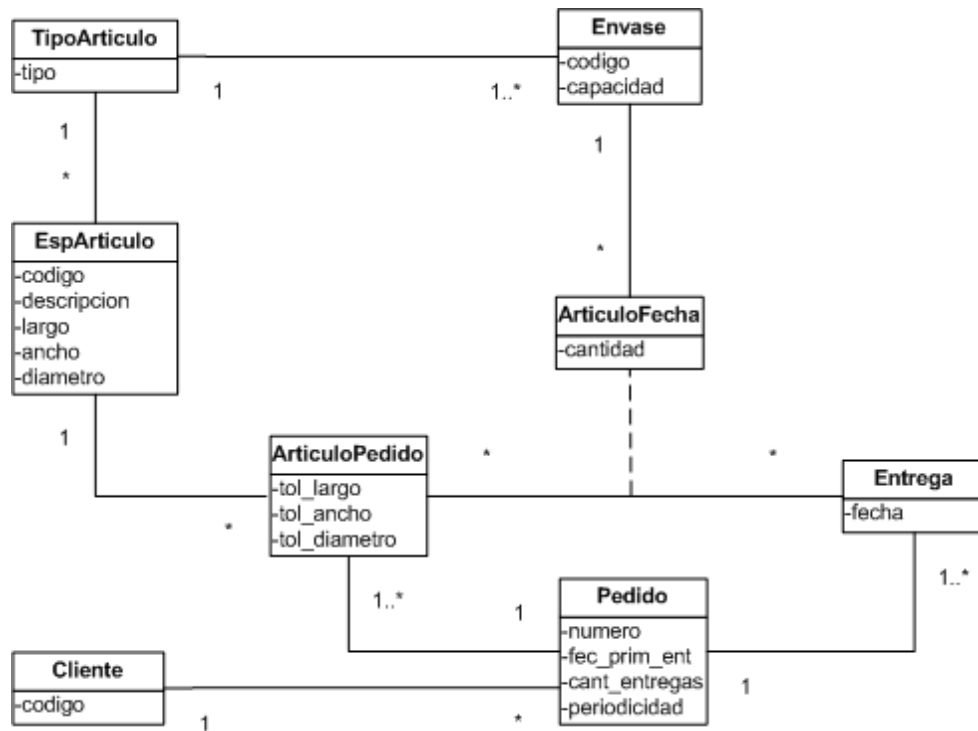 TipoArticulo
-tipo
Envase
-codigo
-capacidad
1
1..*
1
*
1
*
EspArticulo
-codigo
-descripcion
-largo
-ancho
-diametro
ArticuloFecha
-cantidad
1
*
ArticuloPedido
-tol_largo
-tol_ancho
-tol_diametro
*
*
Entrega
-fecha
1..*
1
1..*
1
Pedido
-numero
-fec_prim_ent
-cant_entregas
-periodicidad
Cliente
-codigo
1
*